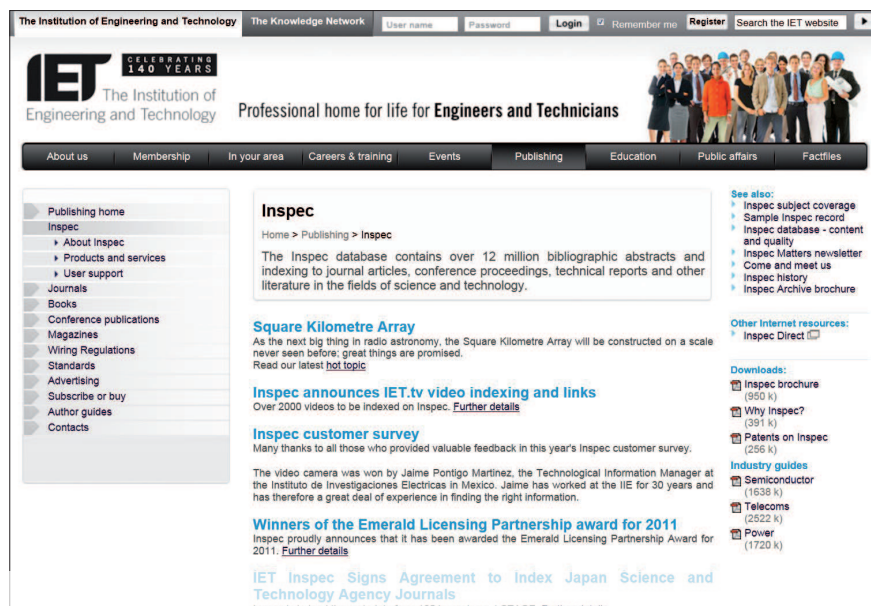 The Institution of Engineering and Technology
The Knowledge Network
User name
Password
Login
Remember me
Register
Search the IET website
IET
CELEBRATING
140 YEARS
The Institution of
Engineering and Technology
Professional home for life for Engineers and Technicians
About us
Membership
In your area
Careers & training
Events
Publishing
Education
Public affairs
Factfiles
Publishing home
Inspec
About Inspec
Products and services
User support
Journals
Books
Conference publications
Magazines
Wiring Regulations
Standards
Advertising
Subscribe or buy
Author guides
Contacts
Inspec
Home > Publishing > Inspec
The Inspec database contains over 12 million bibliographic abstracts and
indexing to journal articles, conference proceedings, technical reports and other
literature in the fields of science and technology.
Square Kilometre Array
As the next big thing in radio astronomy, the Square Kilometre Array will be constructed on a scale
never seen before; great things are promised.
Read our latest hot topic
Inspec announces IET.tv video indexing and links
Over 2000 videos to be indexed on Inspec. Further details
Inspec customer survey
Many thanks to all those who provided valuable feedback in this year's Inspec customer survey.
The video camera was won by Jaime Pontigo Martinez, the Technological Information Manager at
the Instituto de Investigaciones Electricas in Mexico. Jaime has worked at the IIE for 30 years and
has therefore a great deal of experience in finding the right information.
Winners of the Emerald Licensing Partnership award for 2011
Inspec proudly announces that it has been awarded the Emerald Licensing Partnership Award for
2011. Further details
IET Inspec Signs Agreement to Index Japan Science and
Technology Agency Journals
See also:
Inspec subject coverage
Sample Inspec record
Inspec database - content
and quality
Inspec Matters newsletter
Come and meet us
Inspec history
Inspec Archive brochure
Other Internet resources:
Inspec Direct
Downloads:
Inspec brochure
(950 k)
Why Inspec?
(391 k)
Patents on Inspec
(256 k)
Industry guides
Semiconductor
(1638 k)
Telecoms
(2522 k)
Power
(1720 k)